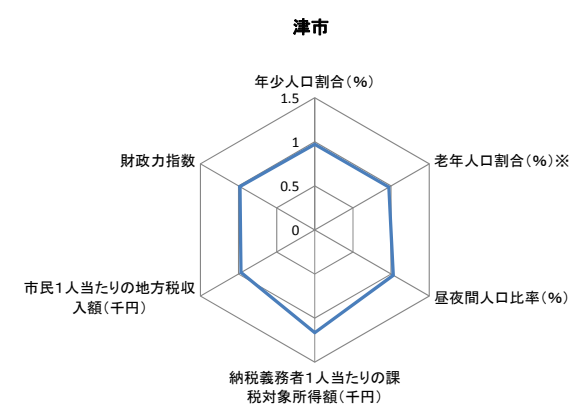 津市
年少人口割合(%)
1.5
1
財政力指数
老年人口割合(%)※
0.5
0
市民1人当たりの地方税収
入額(千円)
昼夜間人口比率(%)
納税義務者1人当たりの課
税対象所得額(千円)